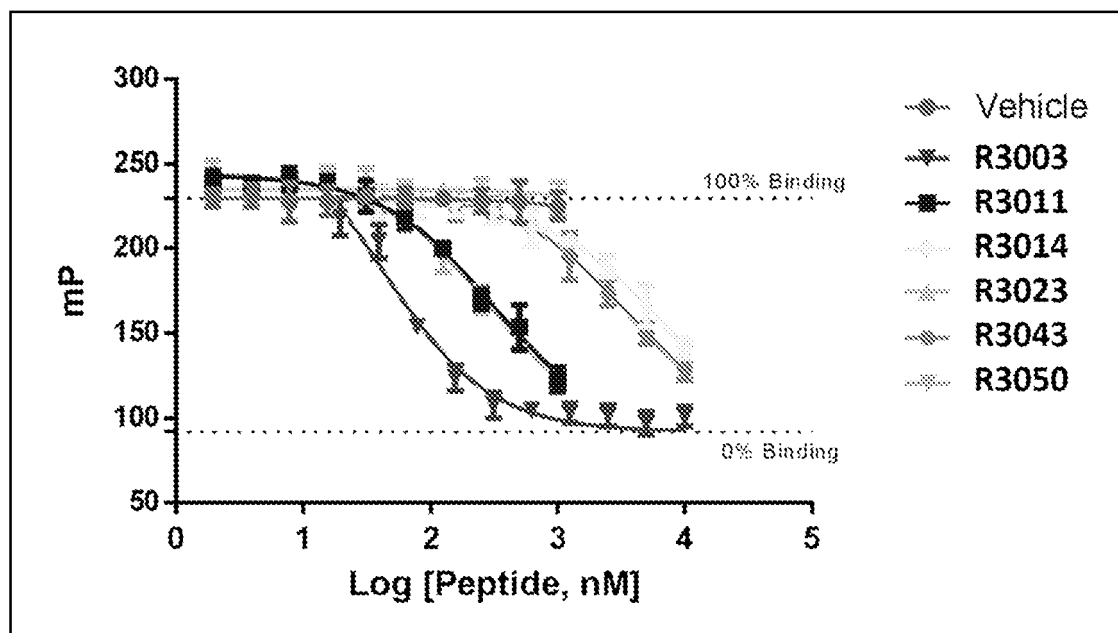 300
250
200
150
100
50
mP
100% Binding
0% Binding
0
1
2
3
4
5
Log [Peptide, nM]
Vehicle
R3003
R3011
R3014
R3023
R3043
R3050